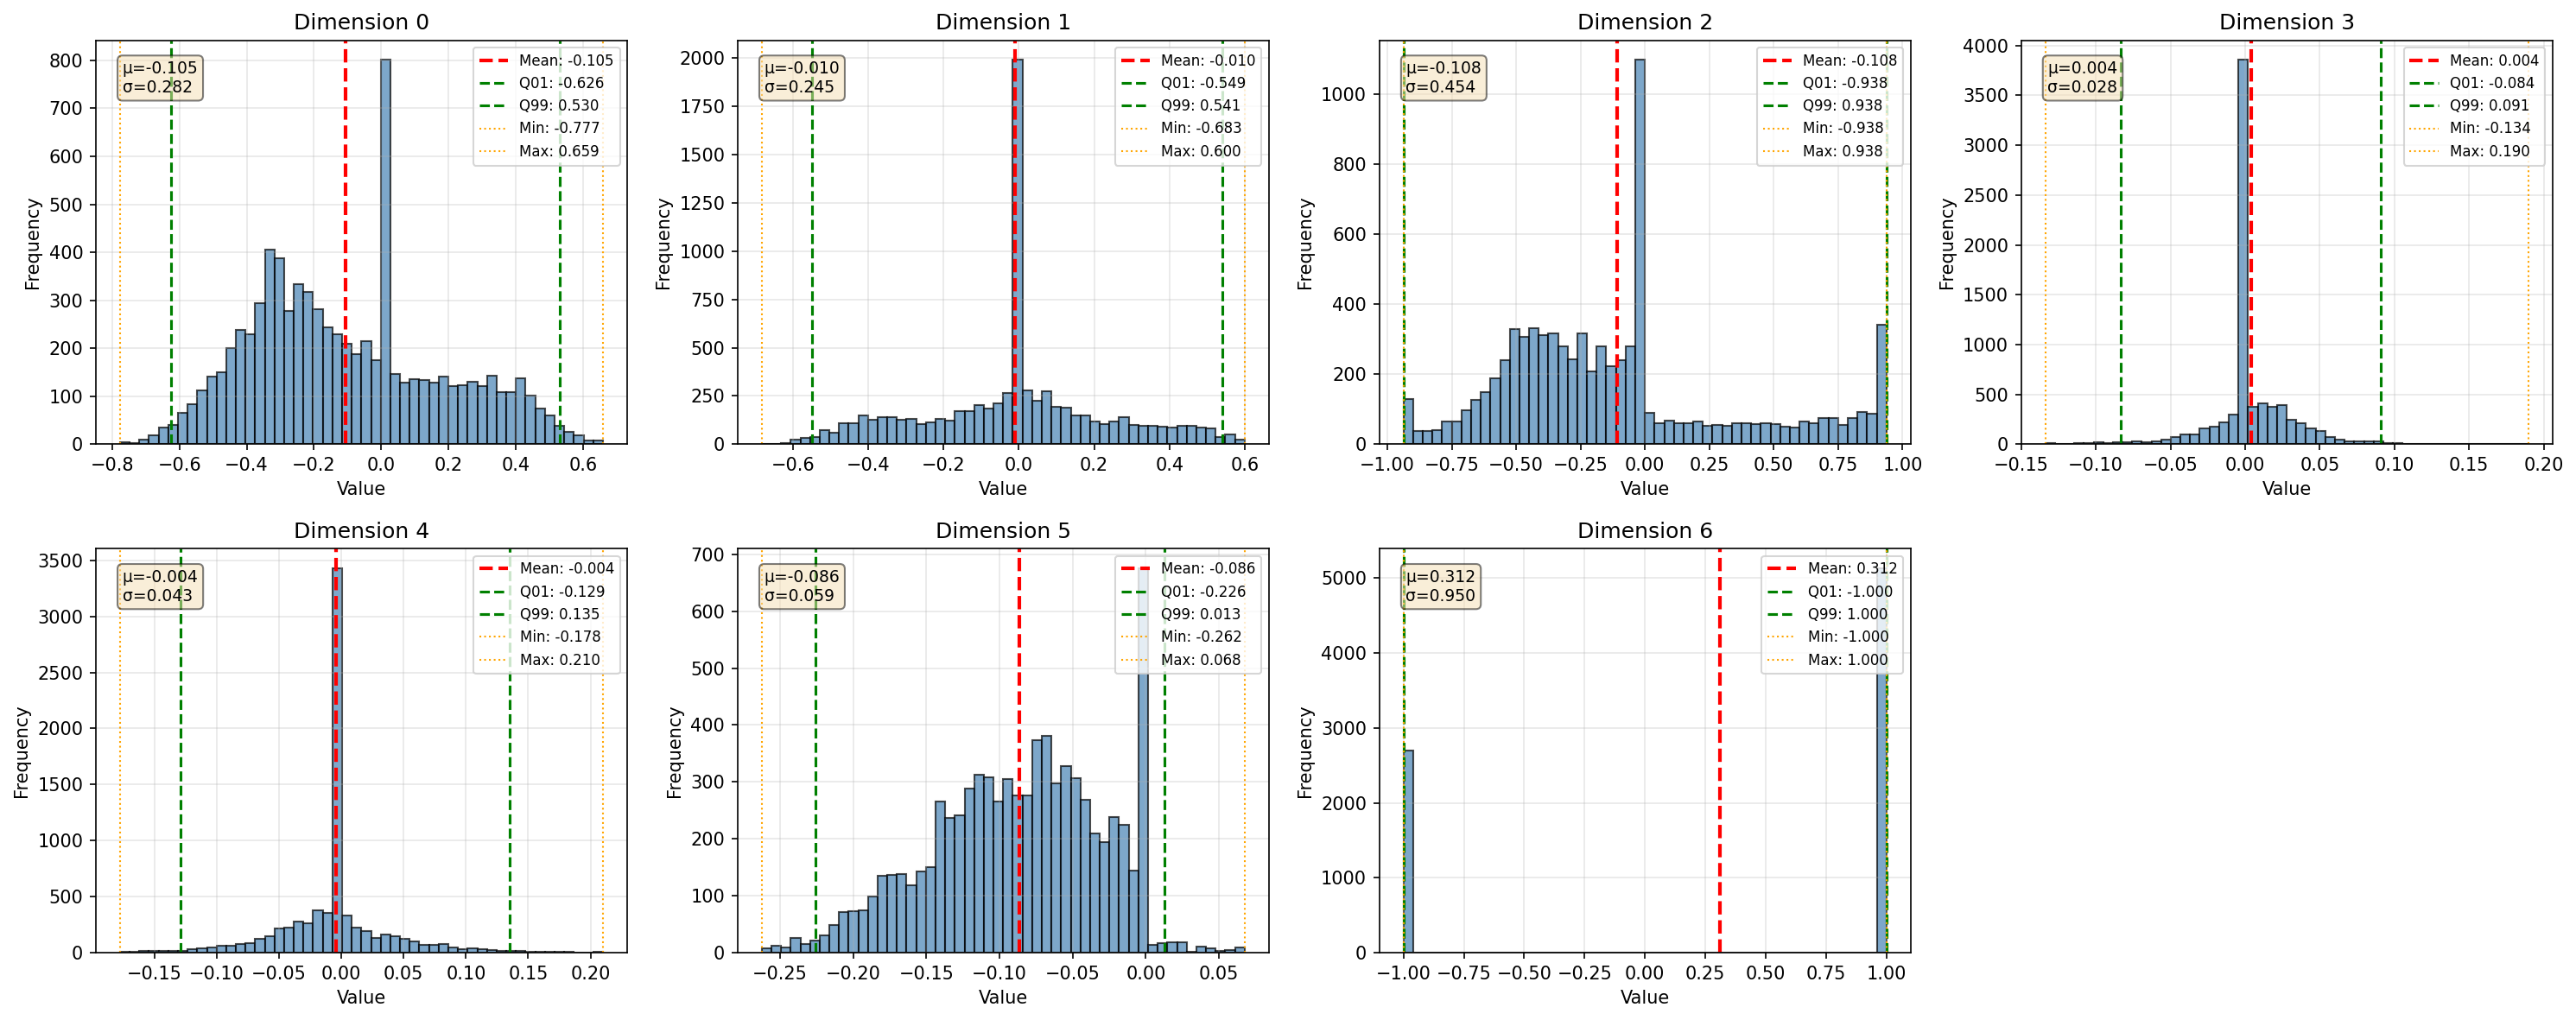 Dimension 0
Frequency
800
700
600
500
400
300
200
100
0
μ=-0.105
σ=0.282
Mean: -0.105
Q01: -0.626
Q99: 0.530
Min: -0.777
Max: 0.659
−0.8 −0.6 −0.4 −0.2 0.0 0.2 0.4 0.6
Value
Dimension 1
Frequency
2000
1750
1500
1250
1000
750
500
250
0
μ=-0.010
σ=0.245
Mean: -0.010
Q01: -0.549
Q99: 0.541
Min: -0.683
Max: 0.600
−0.6 −0.4 −0.2 0.0 0.2 0.4 0.6
Value
Dimension 2
Frequency
1000
800
600
400
200
0
μ=-0.108
σ=0.454
Mean: -0.108
Q01: -0.938
Q99: 0.938
Min: -0.938
Max: 0.938
−1.00 −0.75 −0.50 −0.25 0.00 0.25 0.50 0.75 1.00
Value
Dimension 3
Frequency
4000
3500
3000
2500
2000
1500
1000
500
0
μ=0.004
σ=0.028
Mean: 0.004
Q01: -0.084
Q99: 0.091
Min: -0.134
Max: 0.190
−0.15 −0.10 −0.05 0.00 0.05 0.10 0.15 0.20
Value
Dimension 4
Frequency
3500
3000
2500
2000
1500
1000
500
0
μ=-0.004
σ=0.043
Mean: -0.004
Q01: -0.129
Q99: 0.135
Min: -0.178
Max: 0.210
−0.15 −0.10 −0.05 0.00 0.05 0.10 0.15 0.20
Value
Dimension 5
Frequency
700
600
500
400
300
200
100
0
μ=-0.086
σ=0.059
Mean: -0.086
Q01: -0.226
Q99: 0.013
Min: -0.262
Max: 0.068
−0.25 −0.20 −0.15 −0.10 −0.05 0.00 0.05
Value
Dimension 6
Frequency
5000
4000
3000
2000
1000
0
μ=0.312
σ=0.950
Mean: 0.312
Q01: -1.000
Q99: 1.000
Min: -1.000
Max: 1.000
−1.00 −0.75 −0.50 −0.25 0.00 0.25 0.50 0.75 1.00
Value